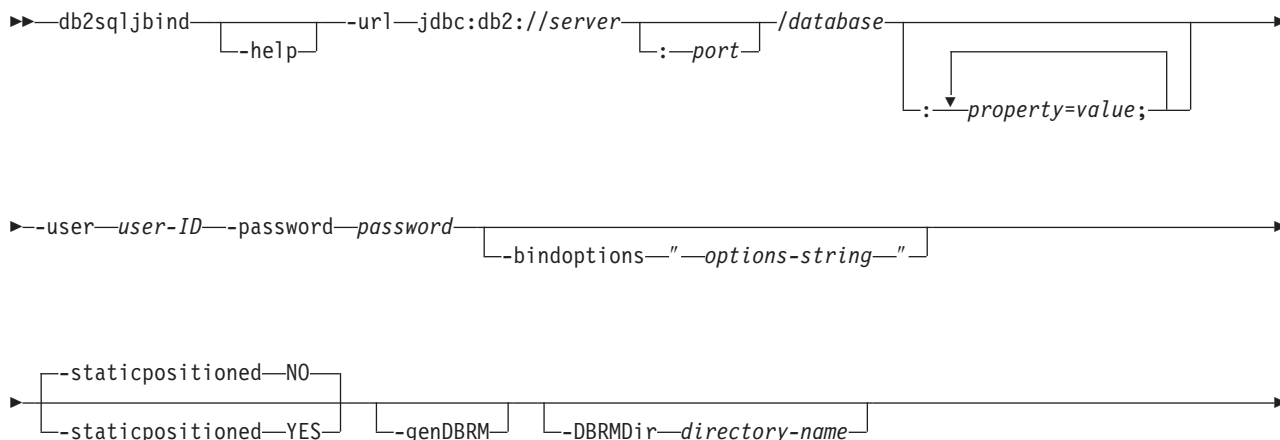 db2sqljbind -url jdbc:db2://server /database
-help : port
: property=value;
-user user-ID -password password
-bindoptions " options-string "
-staticpositioned NO
-staticpositioned YES -genDBRM -DBRMDir directory-name